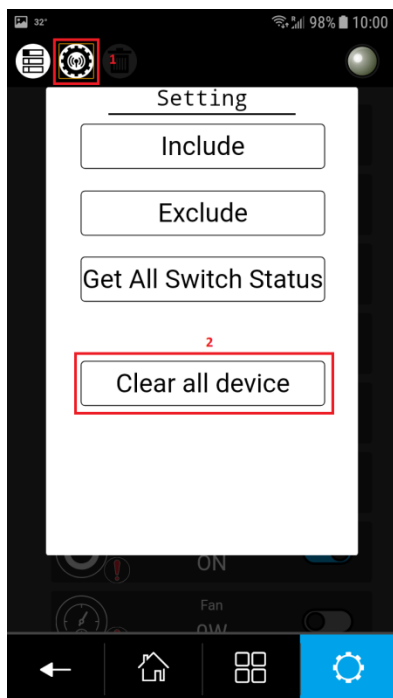 32°
98% 10:00
1
Setting
Include
Exclude
Get All Switch Status
2
Clear all device
ON
Fan
0W